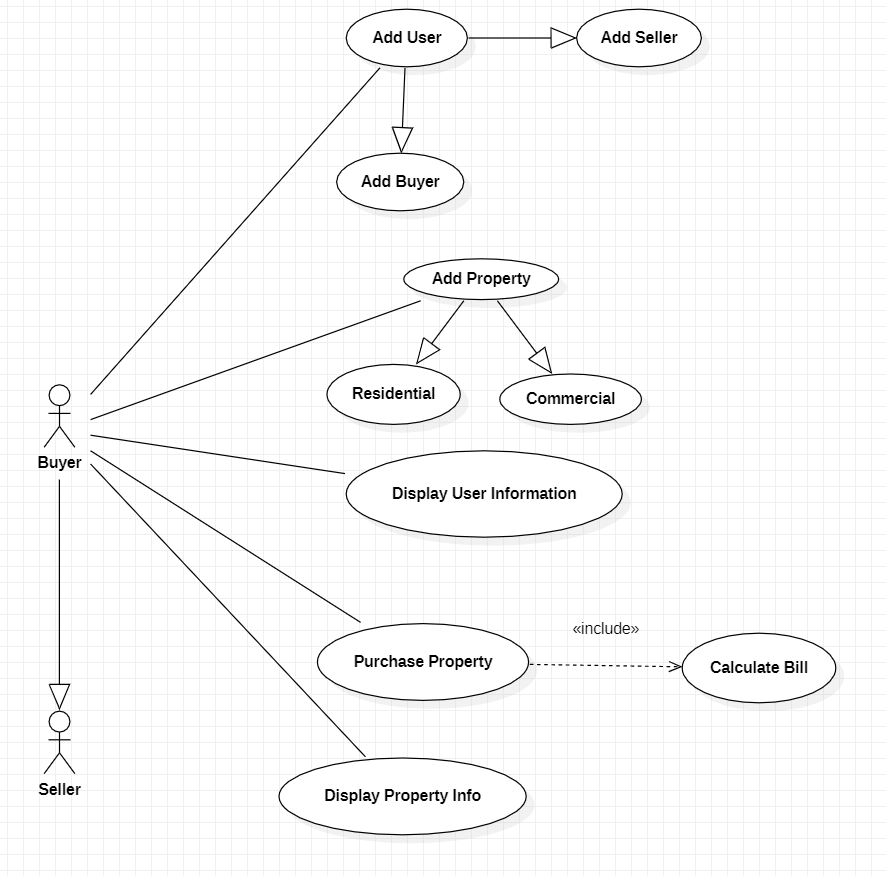 Add User
Add Seller
Add Buyer
Add Property
Residential
Commercial
Buyer
Display User Information
«include»
Purchase Property
Calculate Bill
Seller
Display Property Info